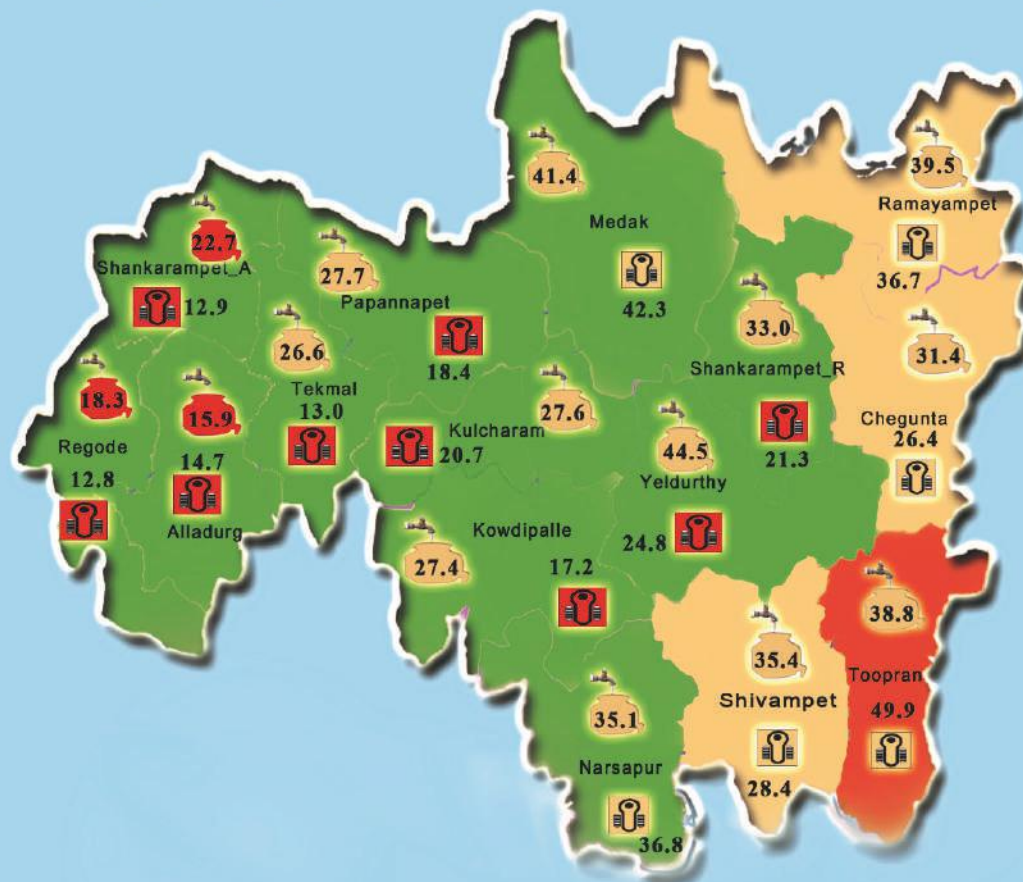 39.5
Ramayampet
36.7
41.4
Medak
42.3
22.7
Shankarampet_A
12.9
27.7
Papannapet
18.4
33.0
Shankarampet_R
21.3
31.4
Chegunta
26.4
26.6
Tekmal
13.0
18.3
Regode
12.8
15.9
14.7
Alladurg
27.6
Kulcharam
20.7
44.5
Yeldurthy
24.8
27.4
Kowdipalle
17.2
38.8
Toopran
49.9
35.4
Shivampet
28.4
35.1
Narsapur
36.8